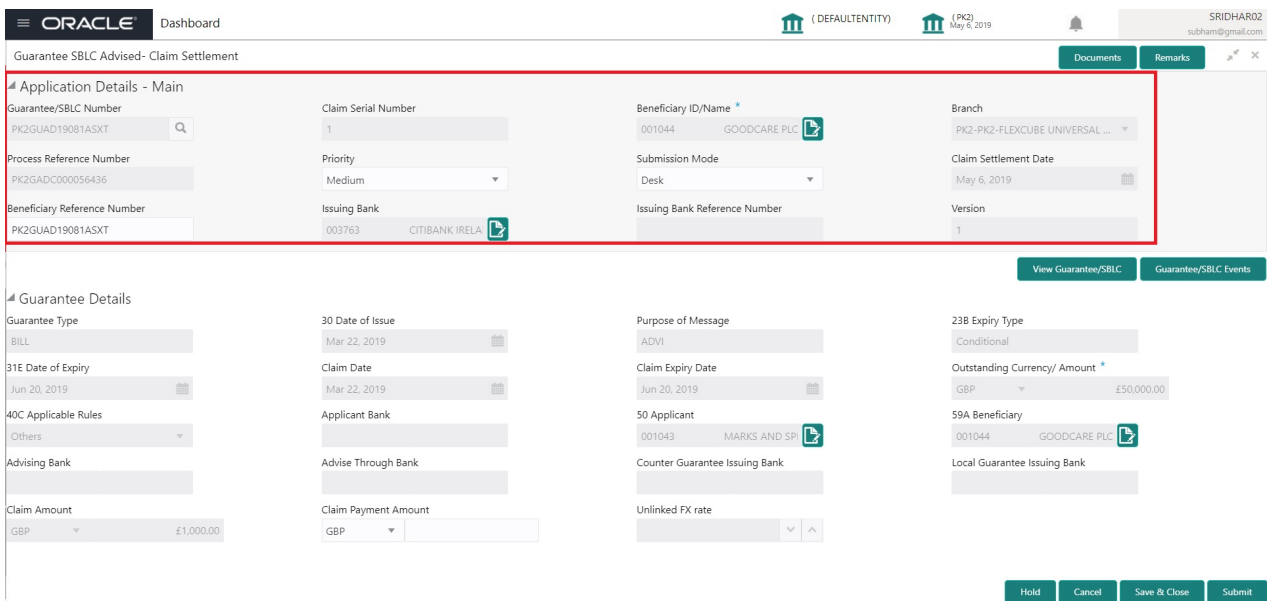 ORACLE® Dashboard ( DEFAULTENTITY) ( PK2) SRIDHAR02
May 6, 2019 subham@gmail.com
Guarantee SBLC Advised- Claim Settlement Documents Remarks
Application Details - Main
Guarantee/SBLC Number Claim Serial Number Beneficiary ID/Name * Branch
PK2GUAD19081ASXT 1 001044 GOODCARE PLC PK2-PK2-FLEXCUBE UNIVERSAL ...
Process Reference Number Priority Submission Mode Claim Settlement Date
PK2GADC000056436 Medium Desk May 6, 2019
Beneficiary Reference Number Issuing Bank Issuing Bank Reference Number Version
PK2GUAD19081ASXT 003763 CITIBANK IRELA 1
View Guarantee/SBLC Guarantee/SBLC Events
Guarantee Details
Guarantee Type 30 Date of Issue Purpose of Message 23B Expiry Type
BILL Mar 22, 2019 ADVI Conditional
31E Date of Expiry Claim Date Claim Expiry Date Outstanding Currency/ Amount *
Jun 20, 2019 Mar 22, 2019 Jun 20, 2019 GBP £50,000.00
40C Applicable Rules Applicant Bank 50 Applicant 59A Beneficiary
Others 001043 MARKS AND SPI 001044 GOODCARE PLC
Advising Bank Advise Through Bank Counter Guarantee Issuing Bank Local Guarantee Issuing Bank
Claim Amount Claim Payment Amount Unlinked FX rate
GBP £1,000.00 GBP
Hold Cancel Save & Close Submit